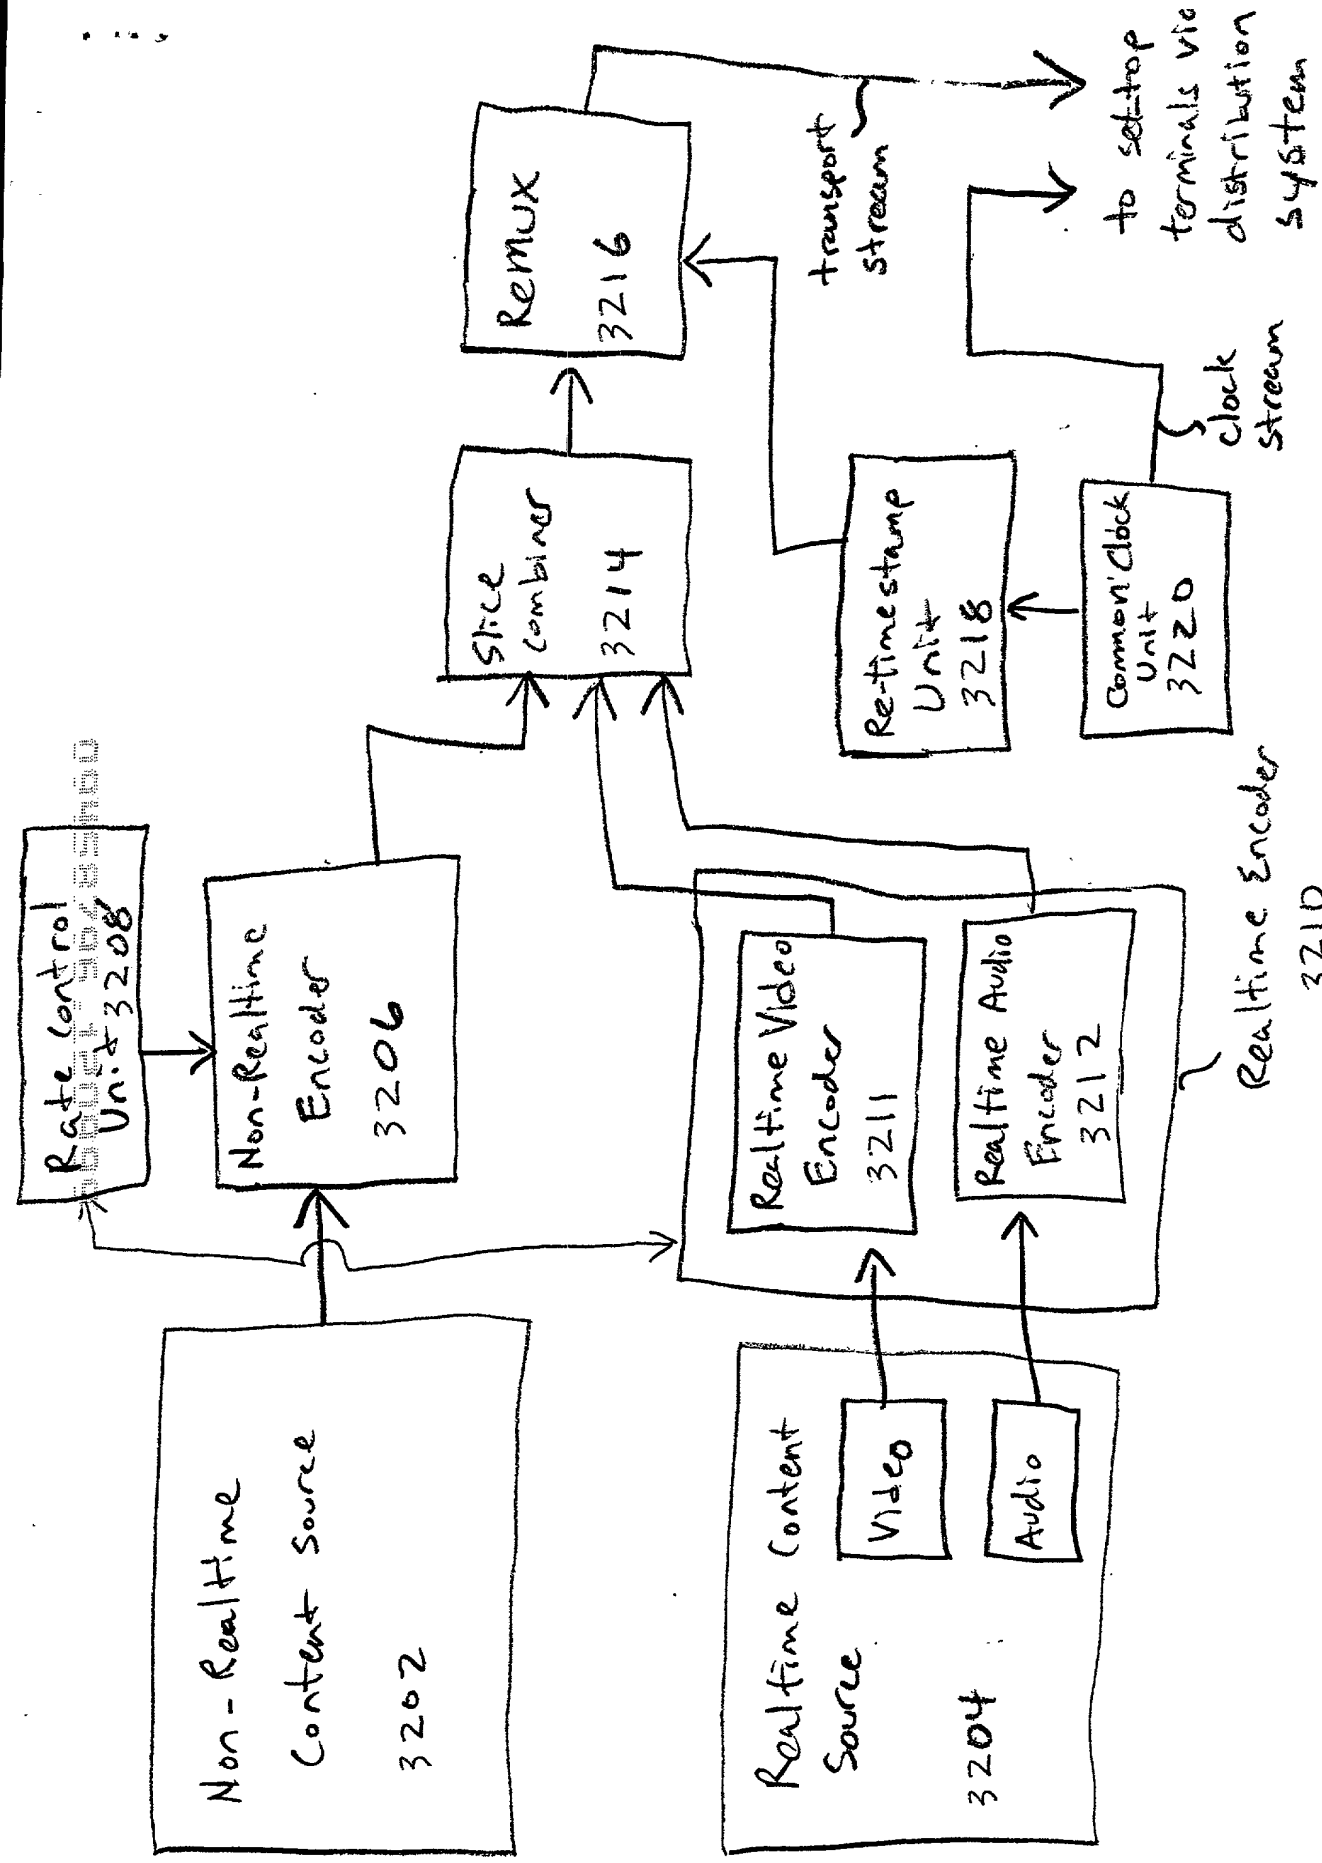 Rate Control
Unit 3208
Non-Realtime
Content Source
3202
Non-Realtime
Encoder
3206
Slice
Combiner
3214
ReMUX
3216
transport
stream
to set-top
terminals via
distribution
system
Realtime Content
Source
3204
Video
Audio
Realtime Video
Encoder
3211
Realtime Audio
Encoder
3212
Realtime Encoder
3210
Re-timestamp
Unit
3218
Common Clock
Unit
3220
Clock
stream